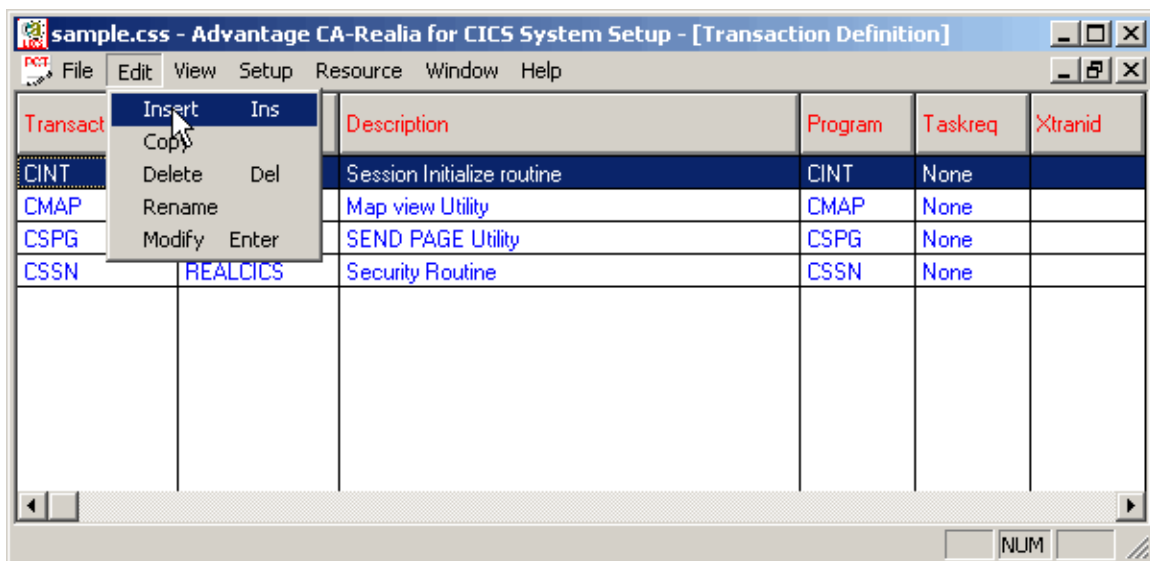 sample.css - Advantage CA-Realia for CICS System Setup - [Transaction Definition]
PCT File Edit View Setup Resource Window Help
Transact Description Program Taskreq Xtranid
Insert Ins
Copy
Delete Del
Rename
Modify Enter
CINT Session Initialize routine CINT None
CMAP Map view Utility CMAP None
CSPG SEND PAGE Utility CSPG None
CSSN REALCICS Security Routine CSSN None
NUM